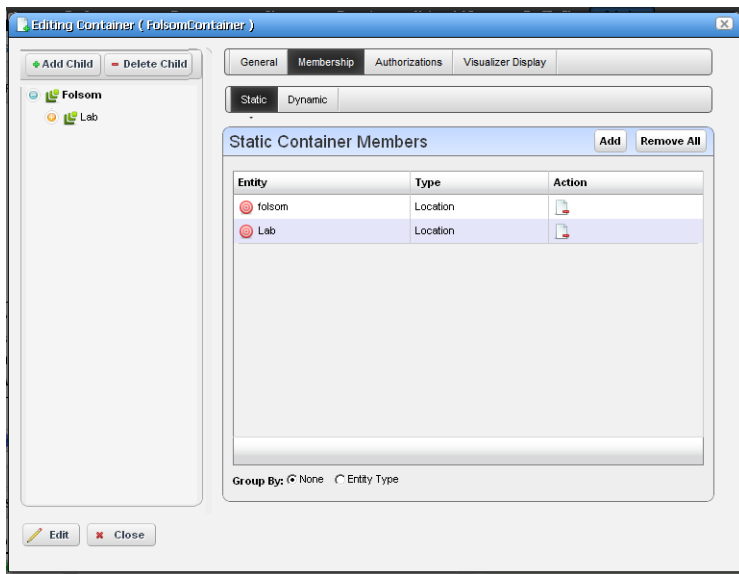 Editing Container ( FolsomContainer )
Add Child
Delete Child
General
Membership
Authorizations
Visualizer Display
Folsom
Lab
Static
Dynamic
Static Container Members
Add
Remove All
Entity Type Action
folsom Location
Lab Location
Group By: None Entity Type
Edit
Close